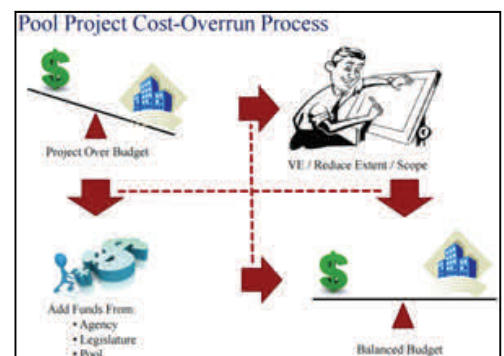 Pool Project Cost-Overrun Process
Project Over Budget
VE / Reduce Extent / Scope
Add Funds From:
• Agency
• Legislature
• Pool
Balanced Budget